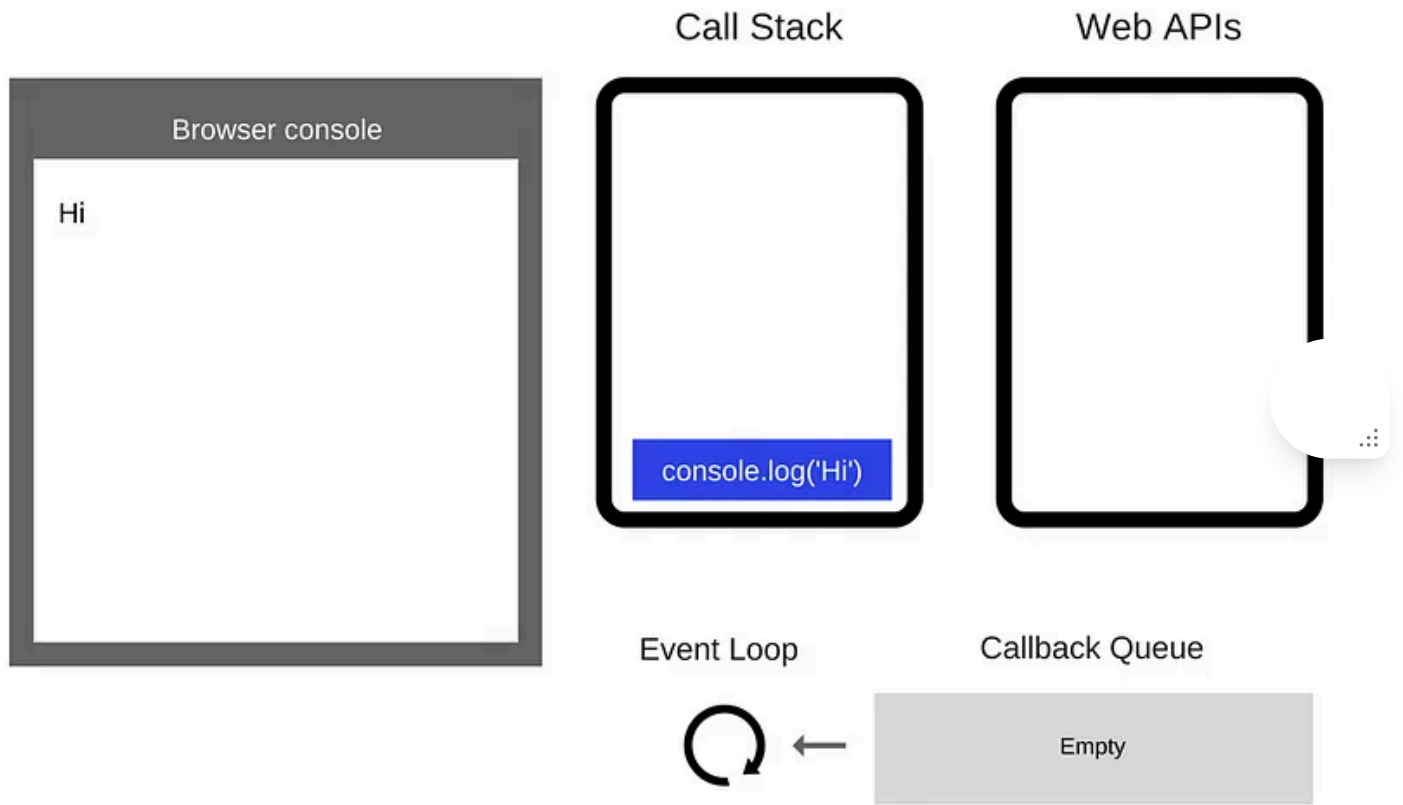 Call Stack
Web APIs
Browser console
Hi
console.log('Hi')
Event Loop
Callback Queue
Empty